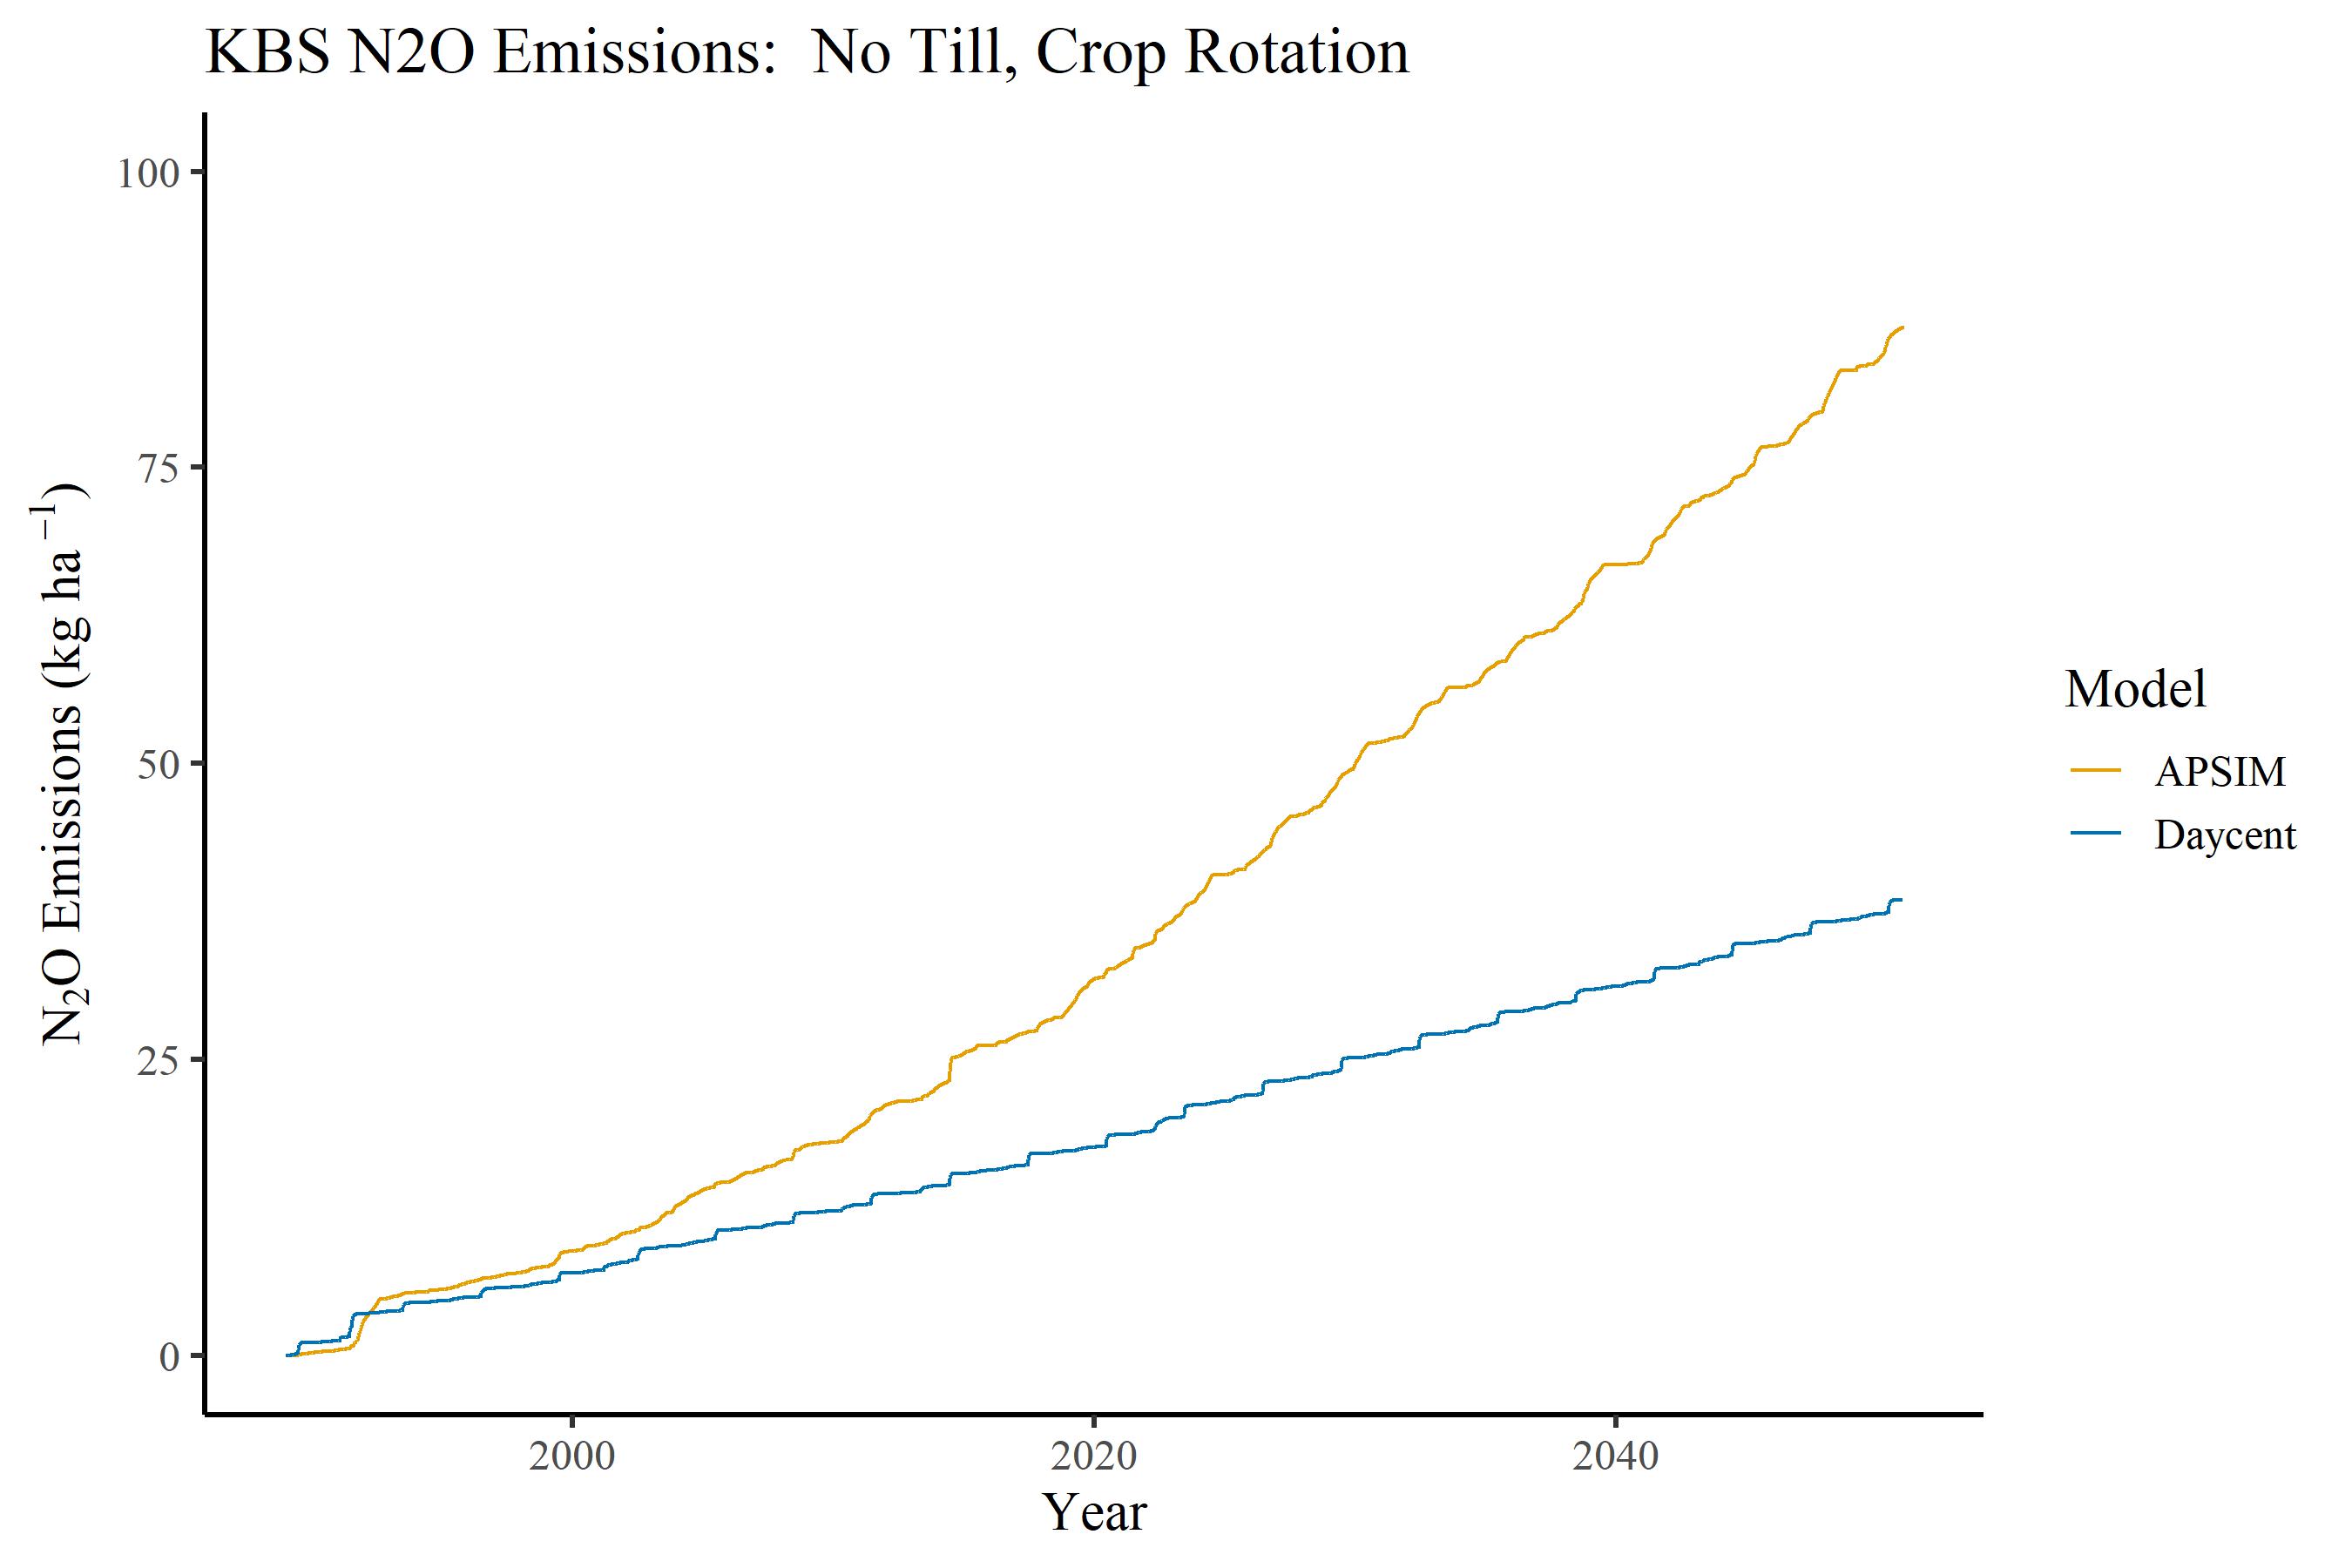 KBS N2O Emissions:  No Till, Crop Rotation
N₂O Emissions (kg ha⁻¹)
100
75
50
25
0
2000 2020 2040
Year
Model
APSIM
Daycent